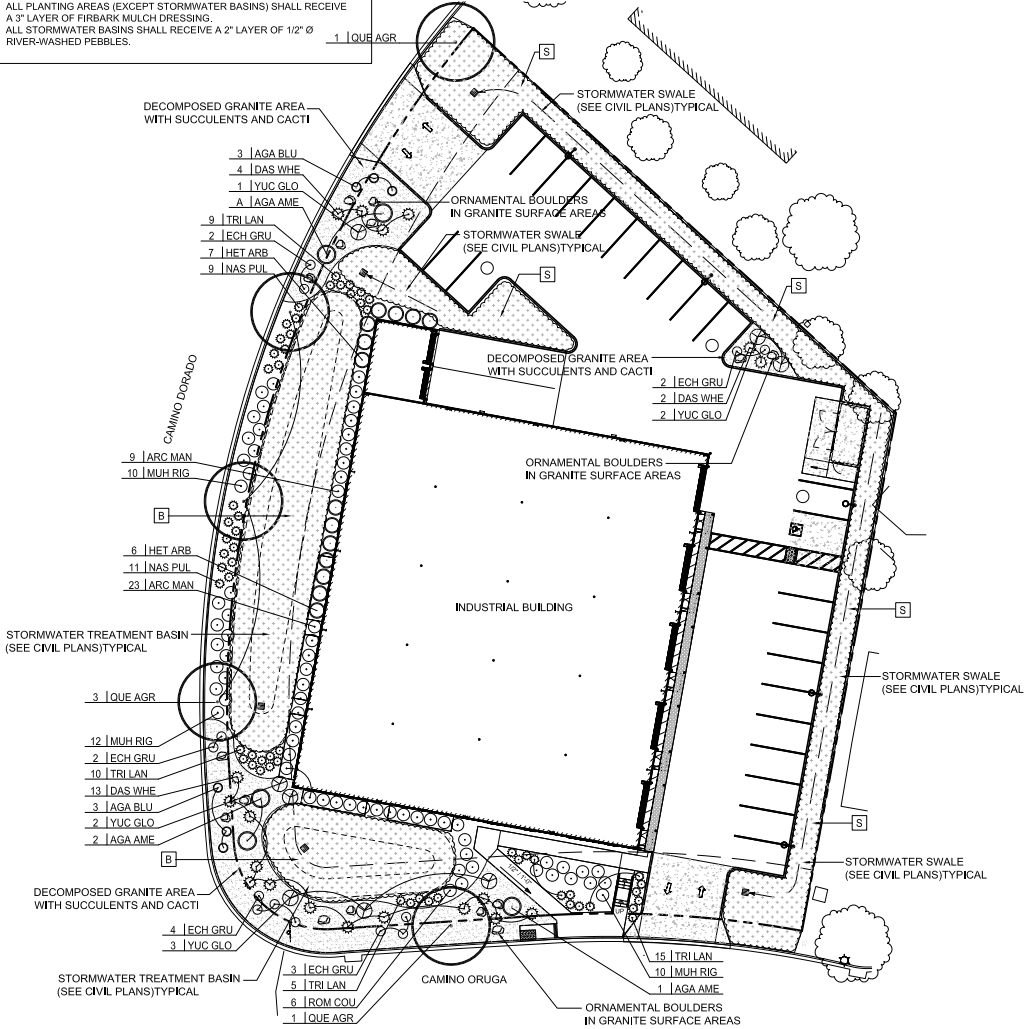 ALL PLANTING AREAS (EXCEPT STORMWATER BASINS) SHALL RECEIVE
A 3" LAYER OF FIRBARK MULCH DRESSING.
ALL STORMWATER BASINS SHALL RECEIVE A 2" LAYER OF 1/2" Ø
RIVER-WASHED PEBBLES.
1 QUE AGR
S
STORMWATER SWALE
(SEE CIVIL PLANS)TYPICAL
DECOMPOSED GRANITE AREA
WITH SUCCULENTS AND CACTI
3 AGA BLU
4 DAS WHE
1 YUC GLO
A AGA AME
ORNAMENTAL BOULDERS
IN GRANITE SURFACE AREAS
9 TRI LAN
2 ECH GRU
7 HET ARB
9 NAS PUL
STORMWATER SWALE
(SEE CIVIL PLANS)TYPICAL
S
S
CAMINO DORADO
DECOMPOSED GRANITE AREA
WITH SUCCULENTS AND CACTI
2 ECH GRU
2 DAS WHE
2 YUC GLO
9 ARC MAN
10 MUH RIG
ORNAMENTAL BOULDERS
IN GRANITE SURFACE AREAS
B
6 HET ARB
11 NAS PUL
23 ARC MAN
INDUSTRIAL BUILDING
S
STORMWATER TREATMENT BASIN
(SEE CIVIL PLANS)TYPICAL
STORMWATER SWALE
(SEE CIVIL PLANS)TYPICAL
3 QUE AGR
12 MUH RIG
2 ECH GRU
10 TRI LAN
13 DAS WHE
3 AGA BLU
2 YUC GLO
2 AGA AME
S
B
STORMWATER SWALE
(SEE CIVIL PLANS)TYPICAL
DECOMPOSED GRANITE AREA
WITH SUCCULENTS AND CACTI
UP
4 ECH GRU
3 YUC GLO
STORMWATER TREATMENT BASIN
(SEE CIVIL PLANS)TYPICAL
3 ECH GRU
5 TRI LAN
6 ROM COU
1 QUE AGR
CAMINO ORUGA
15 TRI LAN
10 MUH RIG
1 AGA AME
ORNAMENTAL BOULDERS
IN GRANITE SURFACE AREAS